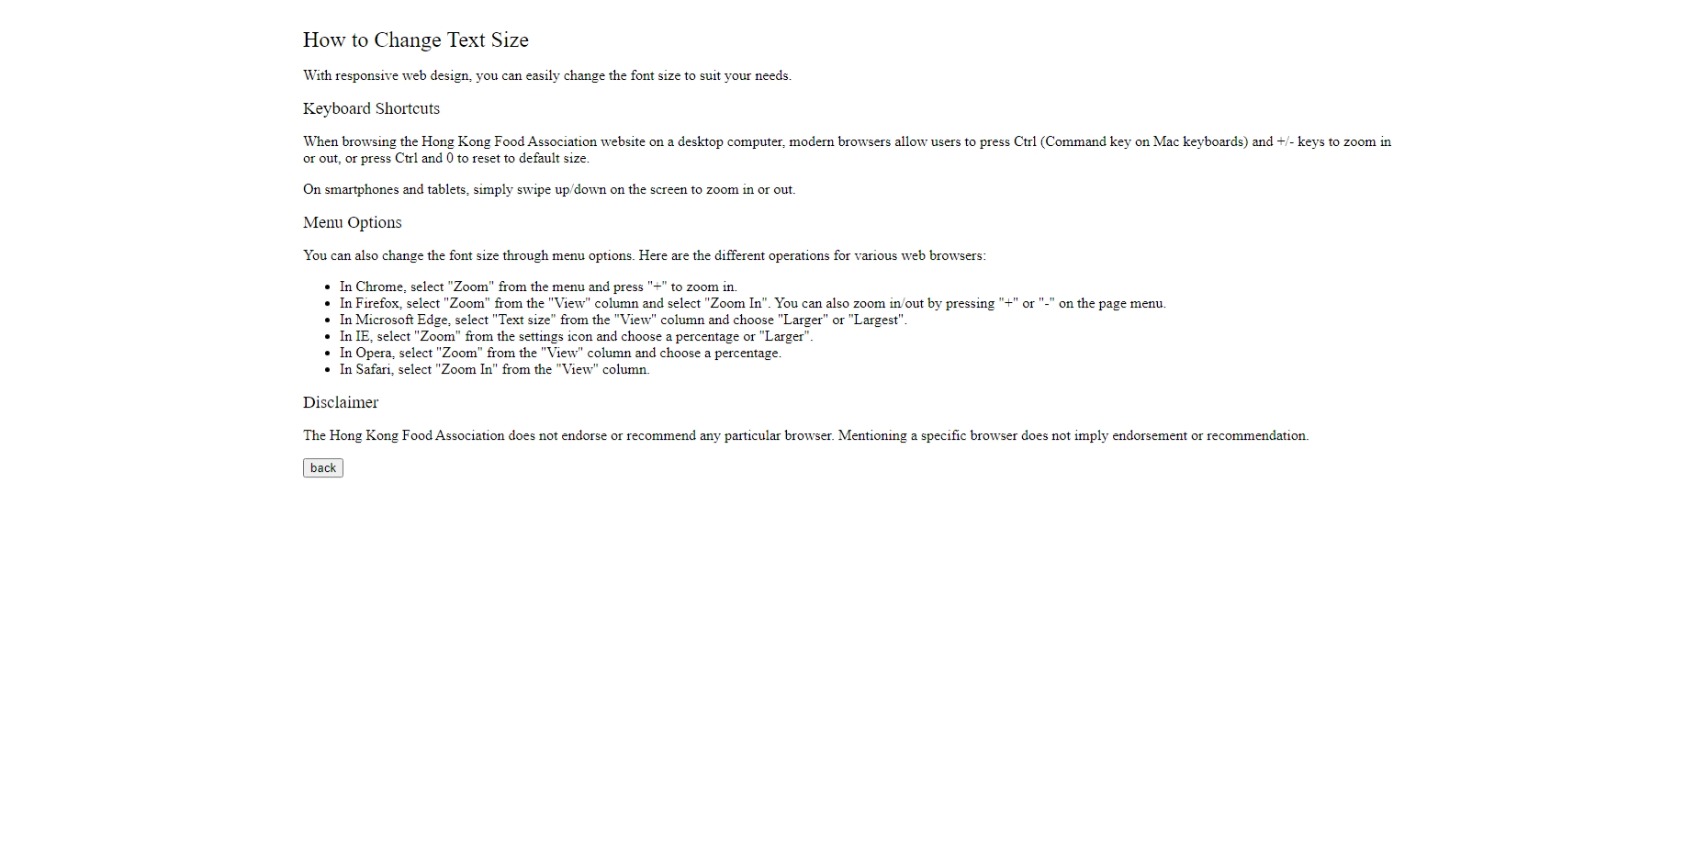 How to Change Text Size
With responsive web design, you can easily change the font size to suit your needs.
Keyboard Shortcuts
When browsing the Hong Kong Food Association website on a desktop computer, modern browsers allow users to press Ctrl (Command key on Mac keyboards) and +/- keys to zoom in
or out, or press Ctrl and 0 to reset to default size.
On smartphones and tablets, simply swipe up/down on the screen to zoom in or out.
Menu Options
You can also change the font size through menu options. Here are the different operations for various web browsers:
• In Chrome, select "Zoom" from the menu and press "+" to zoom in.
• In Firefox, select "Zoom" from the "View" column and select "Zoom In". You can also zoom in/out by pressing "+" or "-" on the page menu.
• In Microsoft Edge, select "Text size" from the "View" column and choose "Larger" or "Largest".
• In IE, select "Zoom" from the settings icon and choose a percentage or "Larger".
• In Opera, select "Zoom" from the "View" column and choose a percentage.
• In Safari, select "Zoom In" from the "View" column.
Disclaimer
The Hong Kong Food Association does not endorse or recommend any particular browser. Mentioning a specific browser does not imply endorsement or recommendation.
back